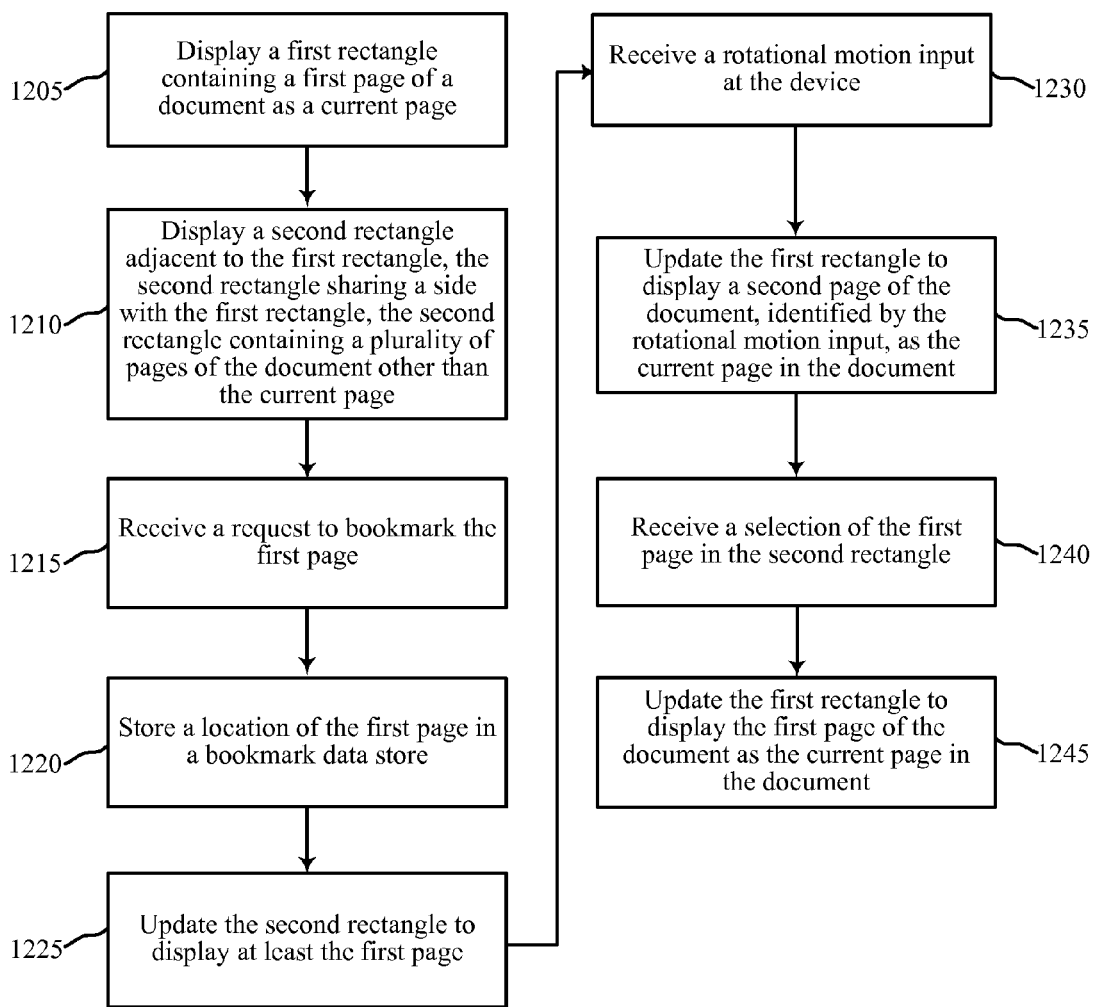 1205
Display a first rectangle
containing a first page of a
document as a current page
1210
Display a second rectangle
adjacent to the first rectangle, the
second rectangle sharing a side
with the first rectangle, the second
rectangle containing a plurality of
pages of the document other than
the current page
1215
Receive a request to bookmark the
first page
1220
Store a location of the first page in
a bookmark data store
1225
Update the second rectangle to
display at least the first page
Receive a rotational motion input
at the device
1230
Update the first rectangle to
display a second page of the
document, identified by the
rotational motion input, as the
current page in the document
1235
Receive a selection of the first
page in the second rectangle
1240
Update the first rectangle to
display the first page of the
document as the current page in
the document
1245